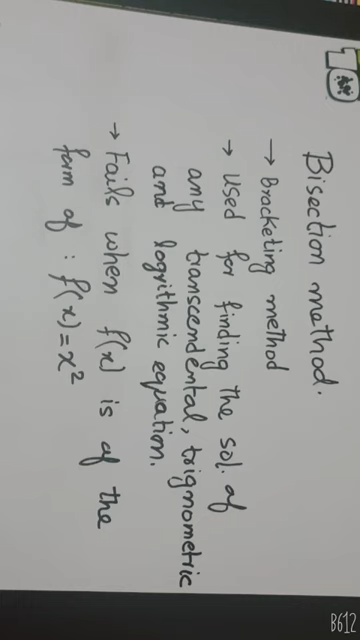 Bisection method.
→ Bracketing method
→ Used for finding the sol. of
any transcendental, trignometric
and logrithmic equation.
→ Fails when f(x) is of the
form of : f(x)=x²
B612